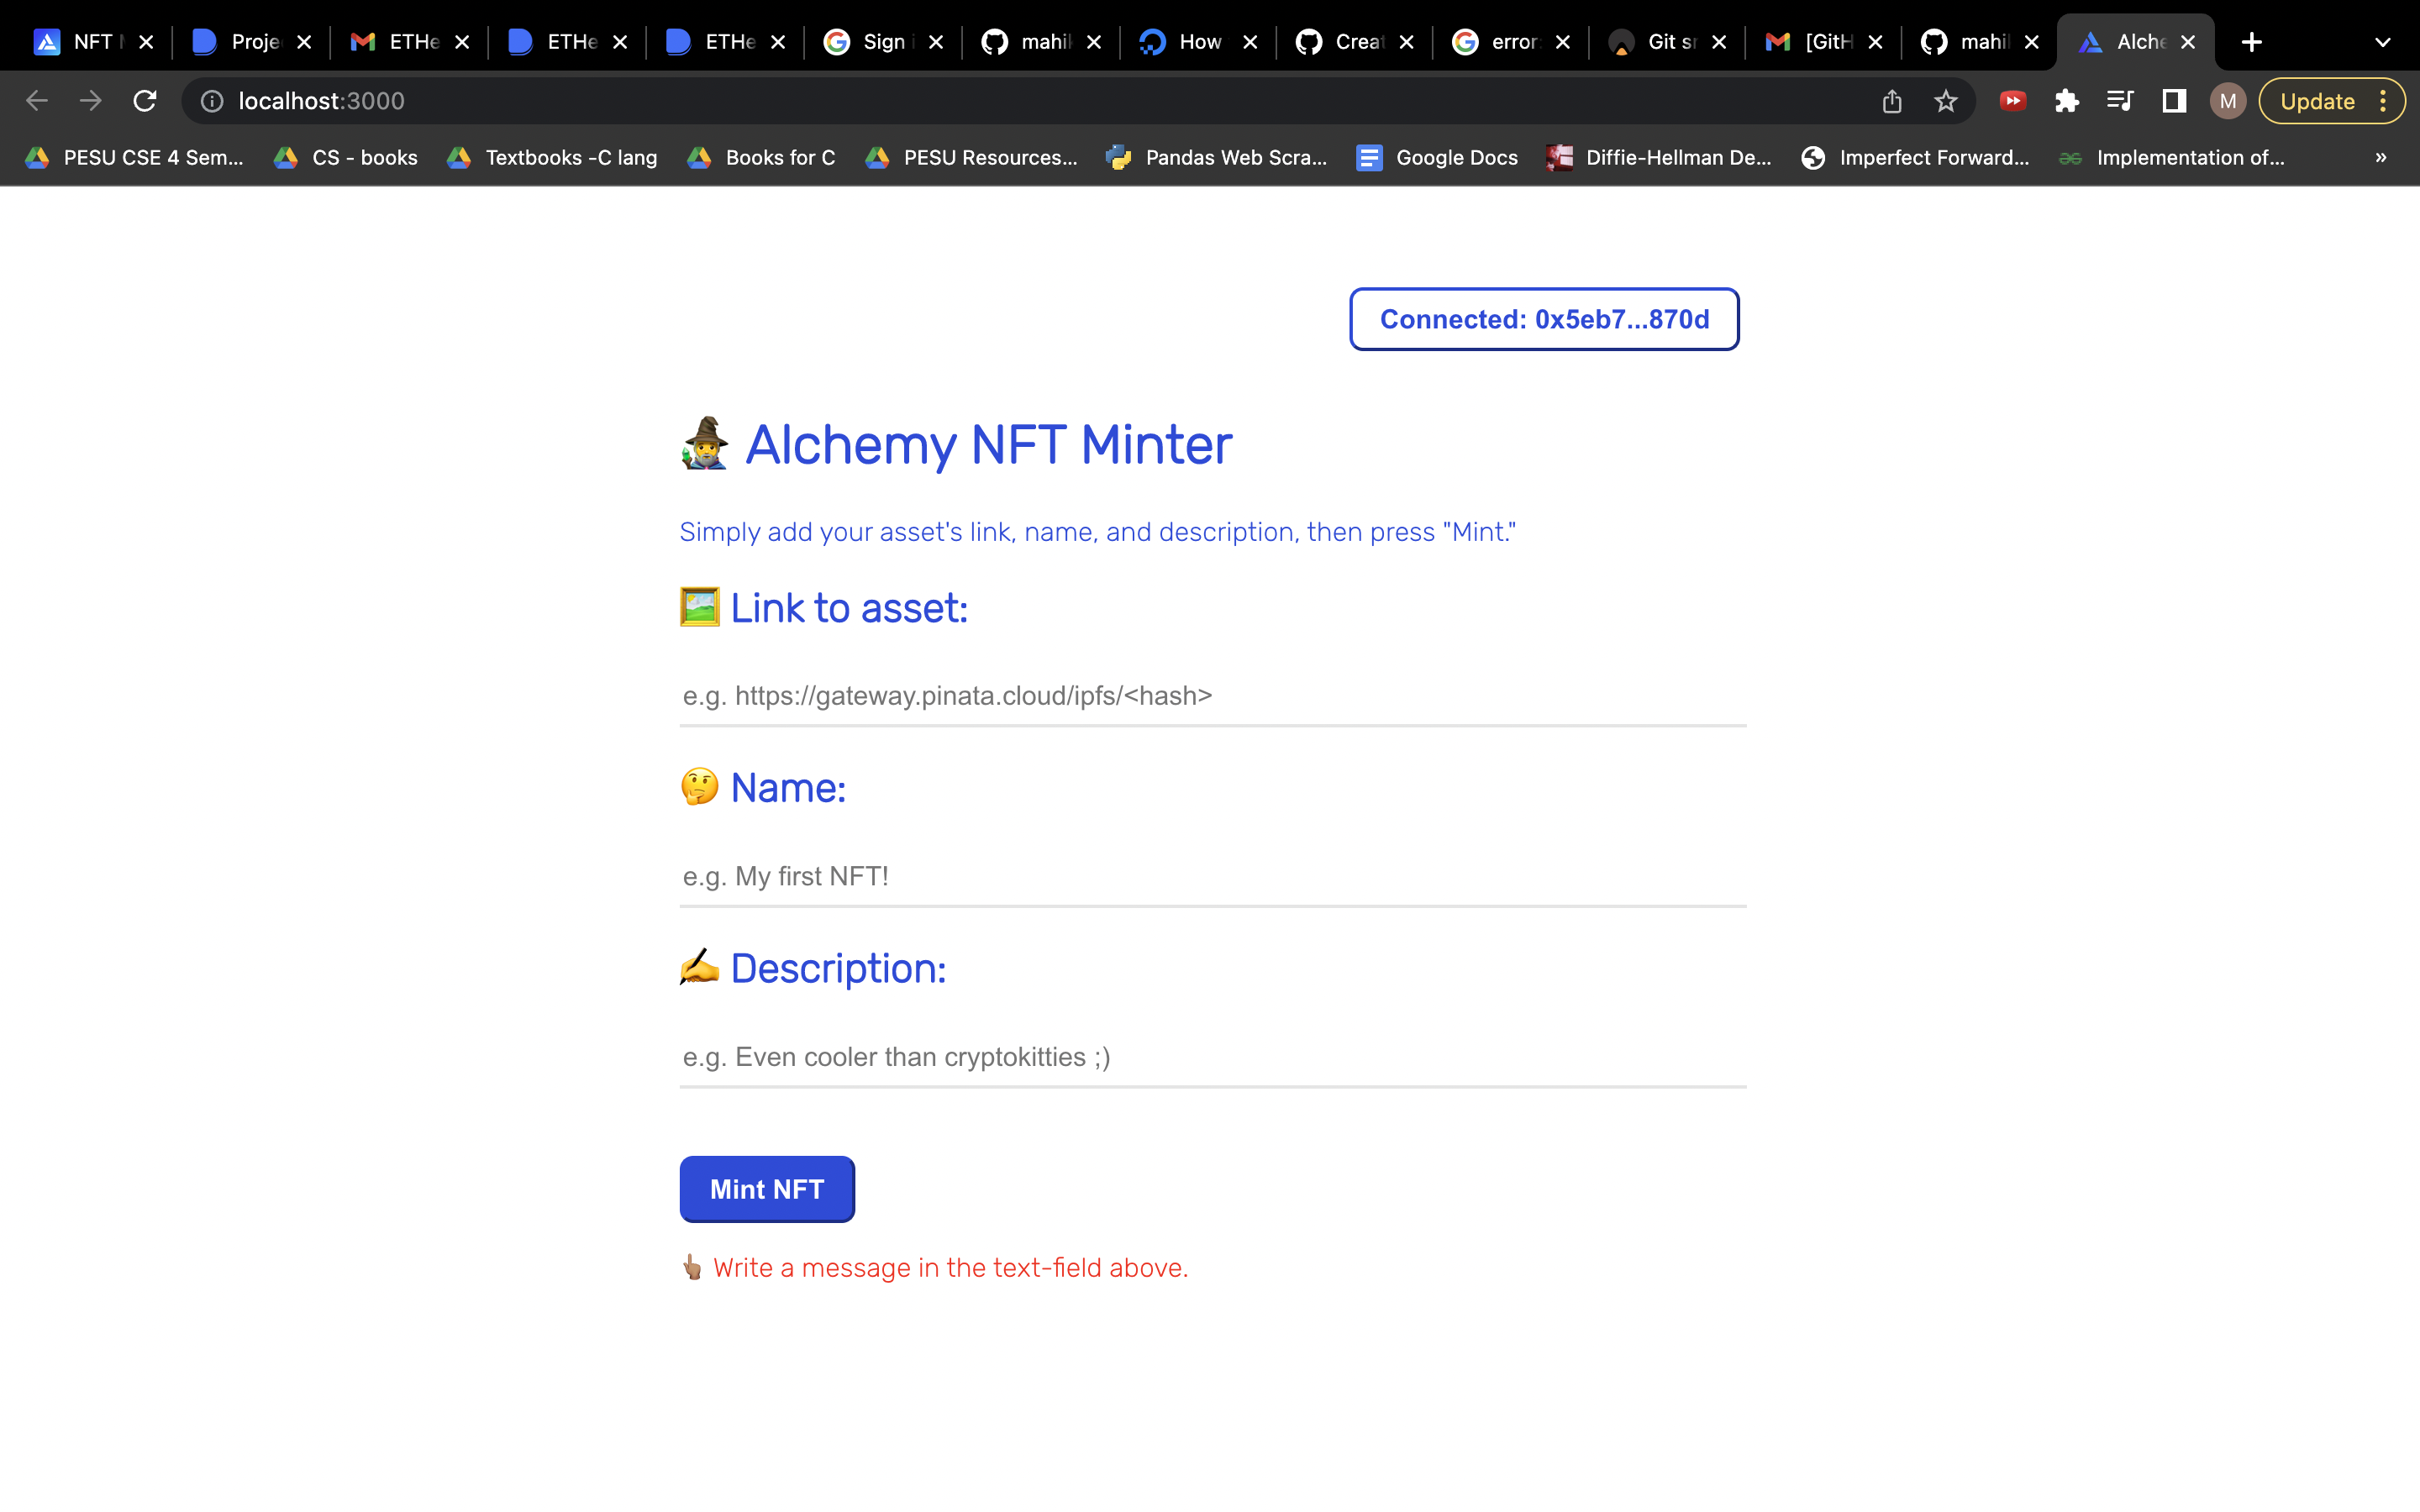 NFT Proje ETHe ETHe ETHe Sign mahi How Creat error Git [GitH mahi Alche
localhost:3000 M Update
PESU CSE 4 Sem... CS - books Textbooks -C lang Books for C PESU Resources... Pandas Web Scra... Google Docs Diffie-Hellman De... Imperfect Forward... Implementation of... »
Connected: 0x5eb7...870d
Alchemy NFT Minter
Simply add your asset's link, name, and description, then press "Mint."
Link to asset:
e.g. https://gateway.pinata.cloud/ipfs/<hash>
Name:
e.g. My first NFT!
Description:
e.g. Even cooler than cryptokitties ;)
Mint NFT
Write a message in the text-field above.